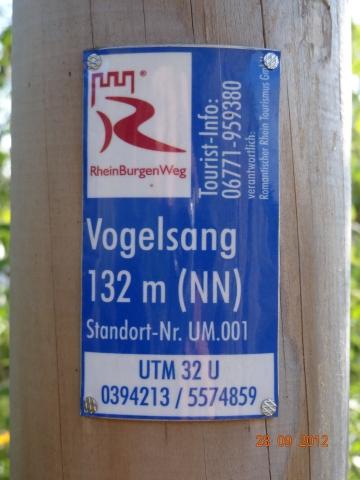 ®
RheinBurgenWeg
Tourist-Info:
06771-959380
verantwortlich:
Romantischer Rhein Tourismus GmbH
Vogelsang
132 m (NN)
Standort-Nr. UM.001
UTM 32 U
0394213 / 5574859
28 09 2012